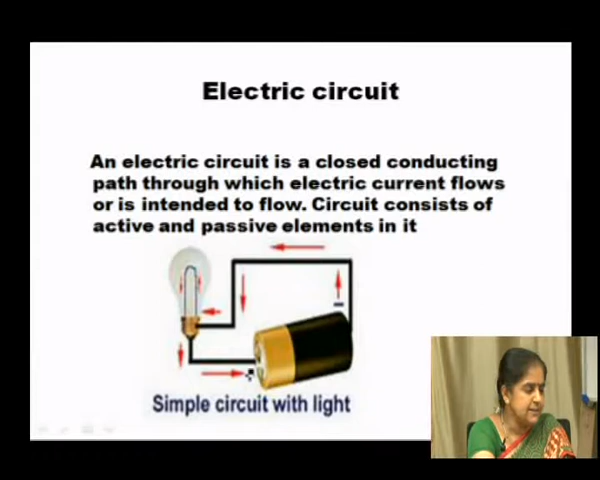 Electric circuit
An electric circuit is a closed conducting
path through which electric current flows
or is intended to flow. Circuit consists of
active and passive elements in it
Simple circuit with light